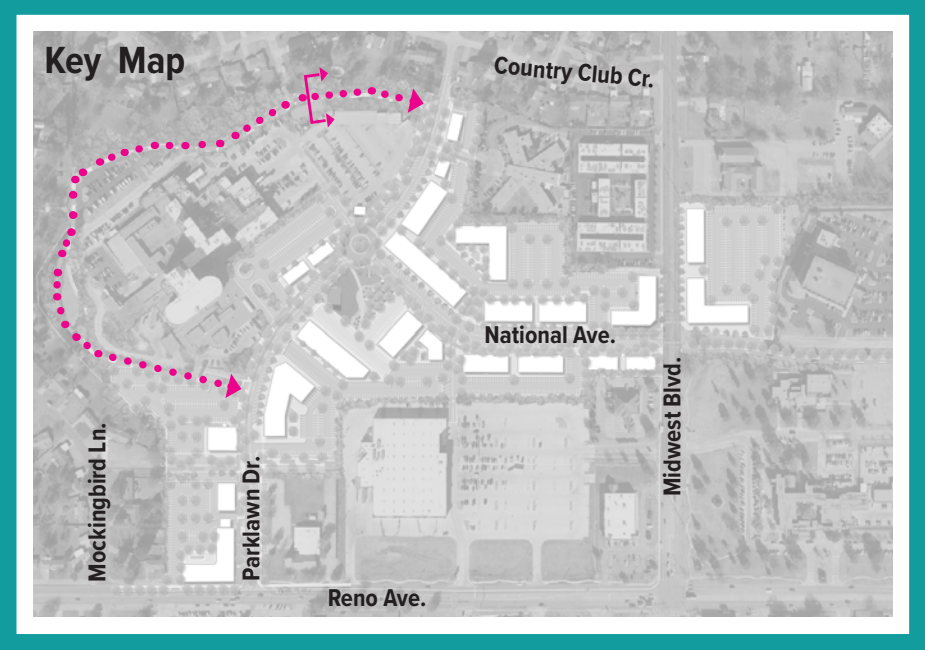 Key Map
Country Club Cr.
National Ave.
Midwest Blvd.
Mockingbird Ln.
Parklawn Dr.
Reno Ave.